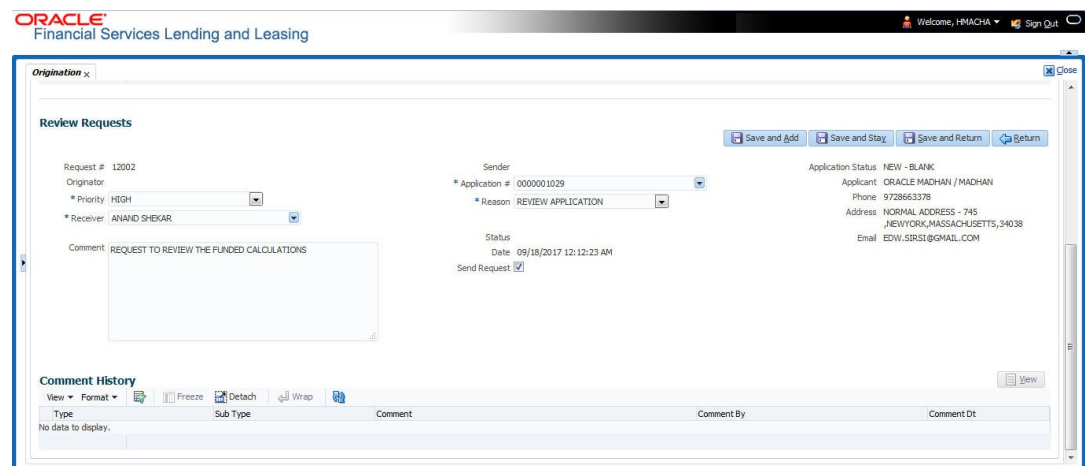 ORACLE®
Financial Services Lending and Leasing
Welcome, HMACHA
Sign Out
Origination
Close
Review Requests
Save and Add
Save and Stay
Save and Return
Return
Request # 12002
Originator
* Priority HIGH
* Receiver ANAND SHEKAR
Comment REQUEST TO REVIEW THE FUNDED CALCULATIONS
Sender
* Application # 0000001029
* Reason REVIEW APPLICATION
Status
Date 09/18/2017 12:12:23 AM
Send Request
Application Status NEW - BLANK
Applicant ORACLE MADHAN / MADHAN
Phone 9728663378
Address NORMAL ADDRESS - 745
,NEWYORK,MASSACHUSETTS,34038
Email EDW.SIRSI@GMAIL.COM
Comment History
View
View Format Freeze Detach Wrap
Type Sub Type Comment Comment By Comment Dt
No data to display.